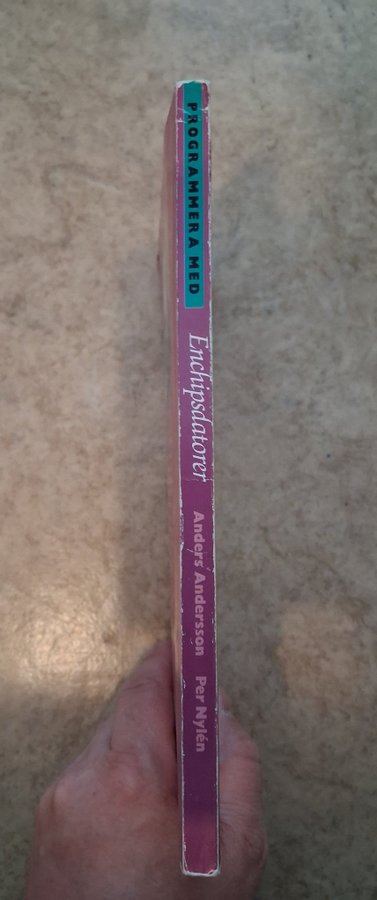 PROGRAMMERA MED
Enchipsdatorer
Anders Andersson Per Nylén